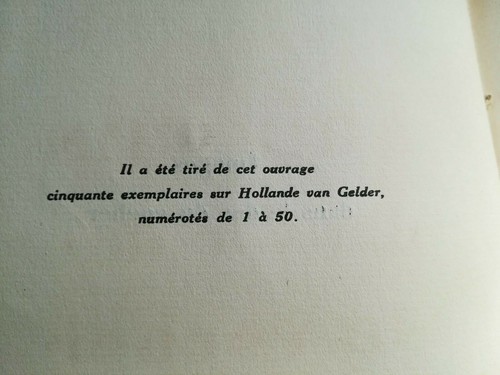 Il a été tiré de cet ouvrage
cinquante exemplaires sur Hollande van Gelder,
numérotés de 1 à 50.